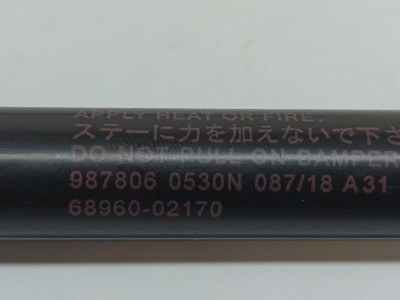 APPLY HEAT OR FIRE.
ステーに力を加えないで下さ
DO NOT PULL ON DAMPER
987806 0530N 087/18 A31
68960-02170